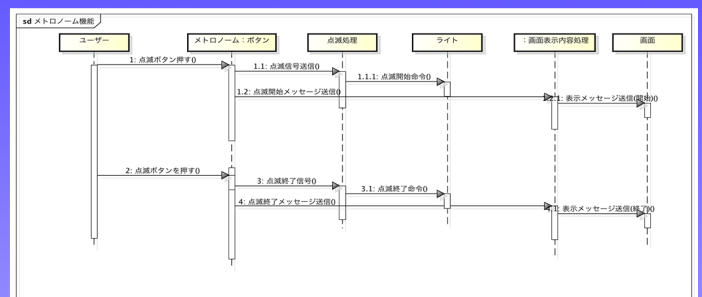 sd メトロノーム機能
ユーザー
メトロノーム：ボタン
点滅処理
ライト
：画面表示内容処理
画面
1: 点滅ボタン押す()
1.1: 点滅信号送信()
1.1.1: 点滅開始命令()
1.2: 点滅開始メッセージ送信()
1.2.1: 表示メッセージ送信(開始)()
2: 点滅ボタンを押す()
3: 点滅終了信号()
3.1: 点滅終了命令()
4: 点滅終了メッセージ送信()
4.1: 表示メッセージ送信(終了)()